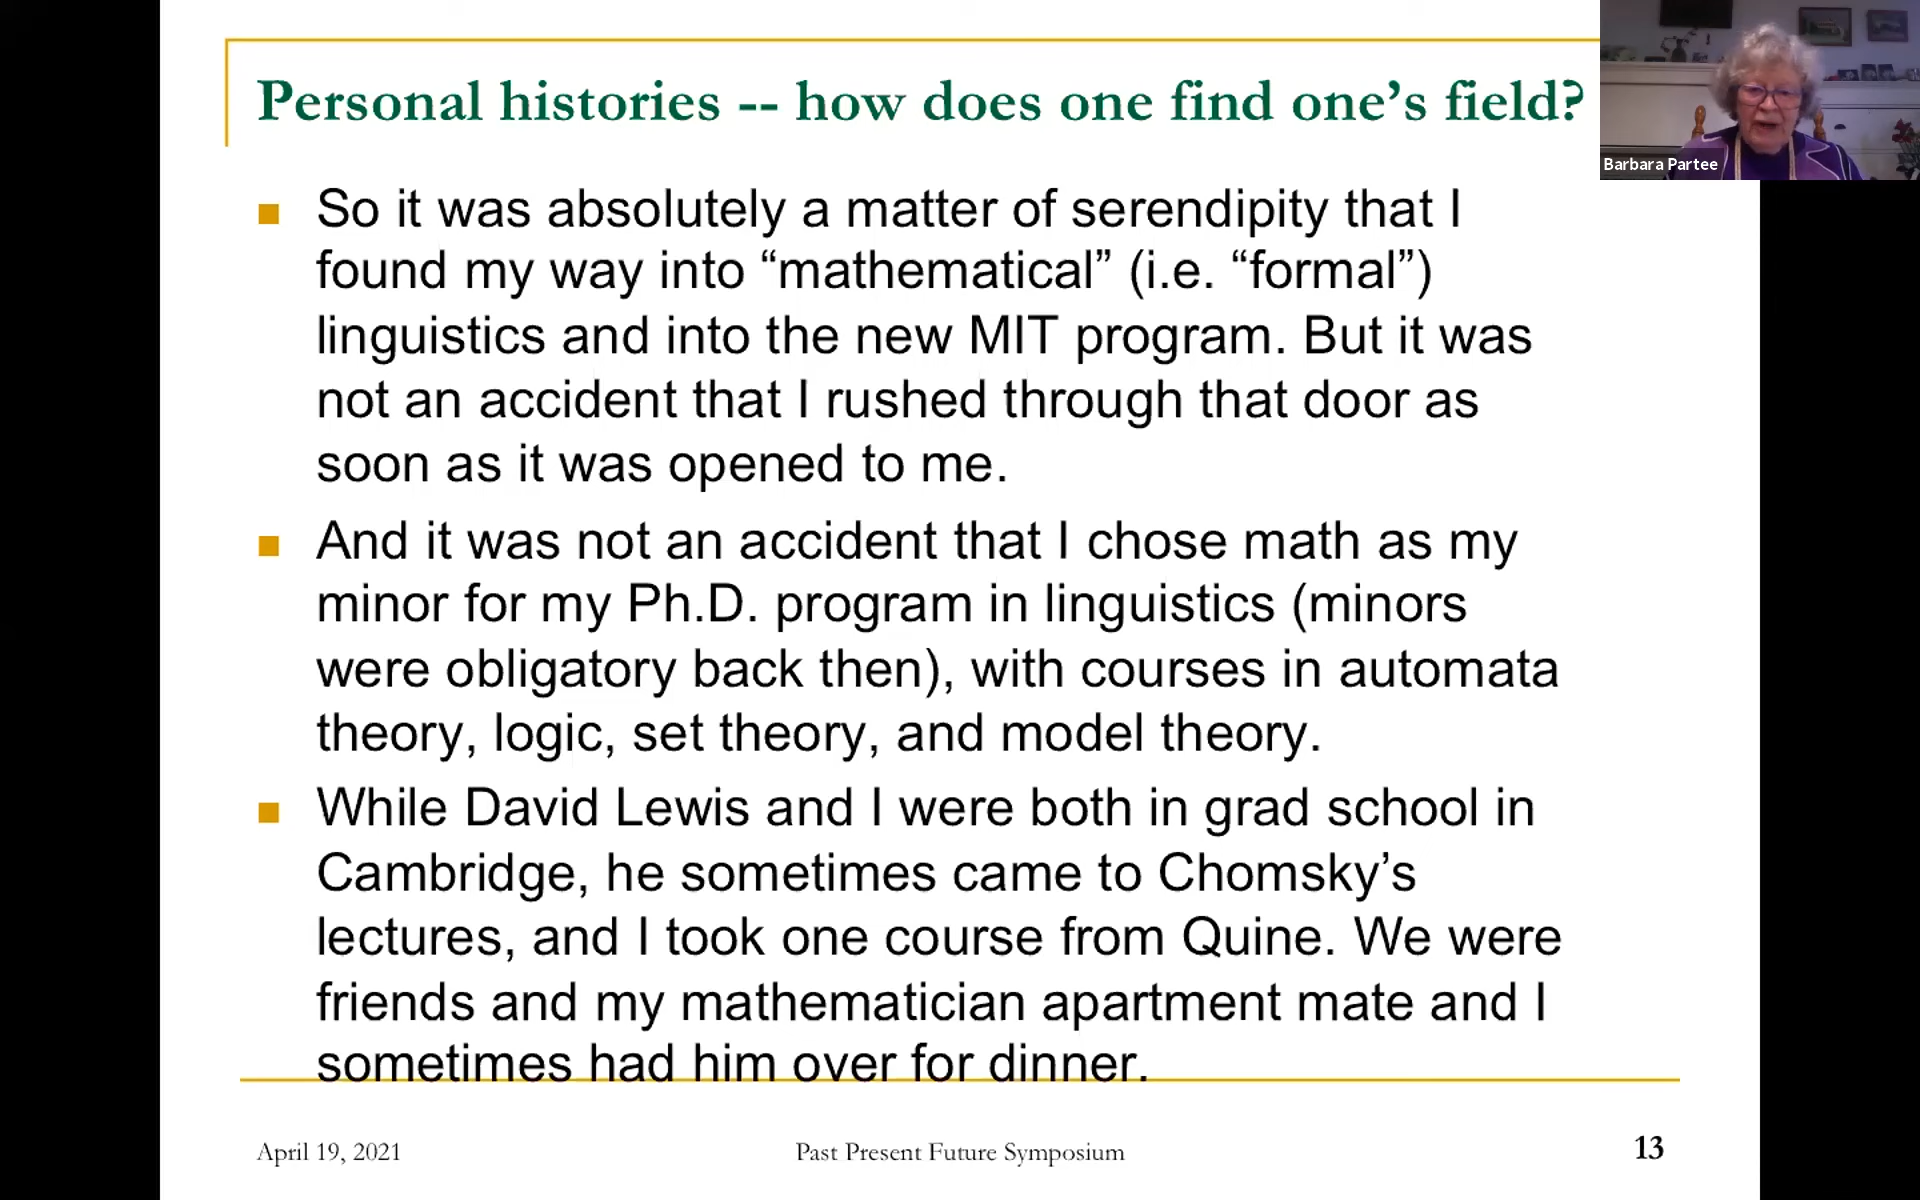 Personal histories -- how does one find one’s field?
Barbara Partee
So it was absolutely a matter of serendipity that I
found my way into “mathematical” (i.e. “formal”)
linguistics and into the new MIT program. But it was
not an accident that I rushed through that door as
soon as it was opened to me.
And it was not an accident that I chose math as my
minor for my Ph.D. program in linguistics (minors
were obligatory back then), with courses in automata
theory, logic, set theory, and model theory.
While David Lewis and I were both in grad school in
Cambridge, he sometimes came to Chomsky’s
lectures, and I took one course from Quine. We were
friends and my mathematician apartment mate and I
sometimes had him over for dinner.
April 19, 2021
Past Present Future Symposium
13